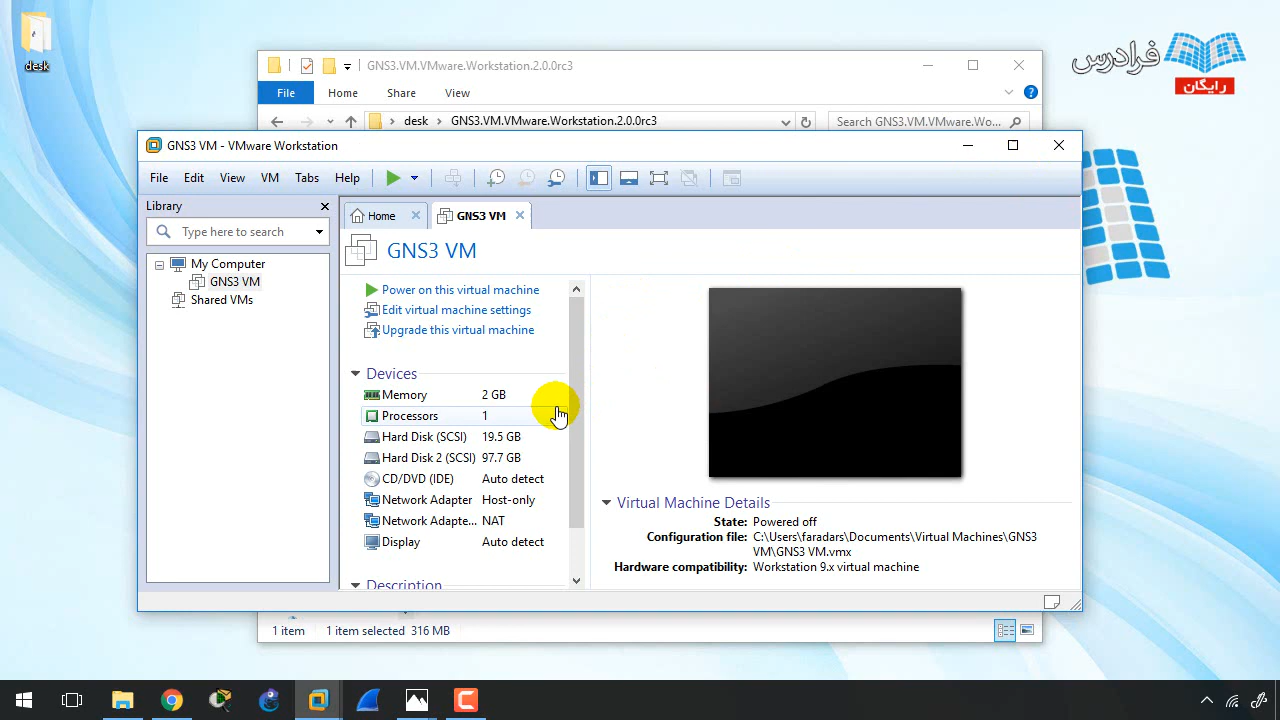 desk
GNS3.VM.VMware.Workstation.2.0.0rc3
فرادرس
رایگان
File Home Share View
desk GNS3.VM.VMware.Workstation.2.0.0rc3
Search GNS3.VM.VMware.Wo...
GNS3 VM - VMware Workstation
File Edit View VM Tabs Help
Library
Type here to search
My Computer
GNS3 VM
Shared VMs
Home
GNS3 VM
GNS3 VM
Power on this virtual machine
Edit virtual machine settings
Upgrade this virtual machine
Devices
Memory 2 GB
Processors 1
Hard Disk (SCSI) 19.5 GB
Hard Disk 2 (SCSI) 97.7 GB
CD/DVD (IDE) Auto detect
Network Adapter Host-only
Network Adapte... NAT
Display Auto detect
Description
Virtual Machine Details
State: Powered off
Configuration file: C:\Users\faradars\Documents\Virtual Machines\GNS3
VM\GNS3 VM.vmx
Hardware compatibility: Workstation 9.x virtual machine
1 item 1 item selected 316 MB